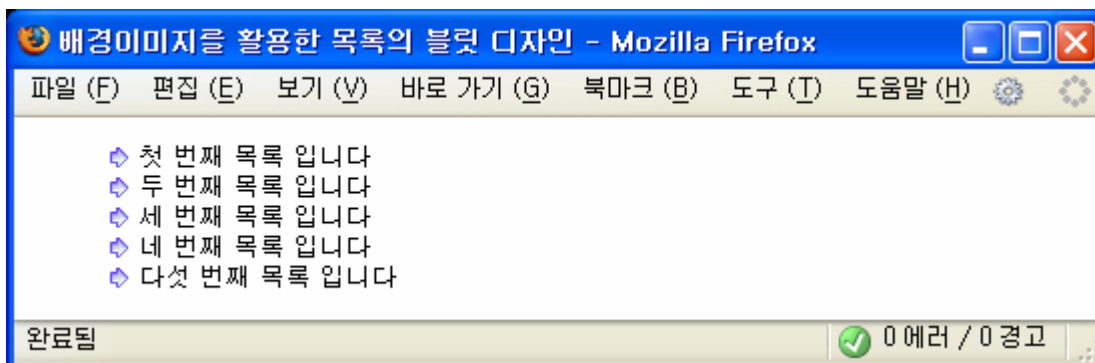 배경이미지를 활용한 목록의 블릿 디자인 - Mozilla Firefox
파일 (F) 편집 (E) 보기 (V) 바로 가기 (G) 북마크 (B) 도구 (T) 도움말 (H)
첫 번째 목록 입니다
두 번째 목록 입니다
세 번째 목록 입니다
네 번째 목록 입니다
다섯 번째 목록 입니다
완료됨 0 에러 / 0 경고